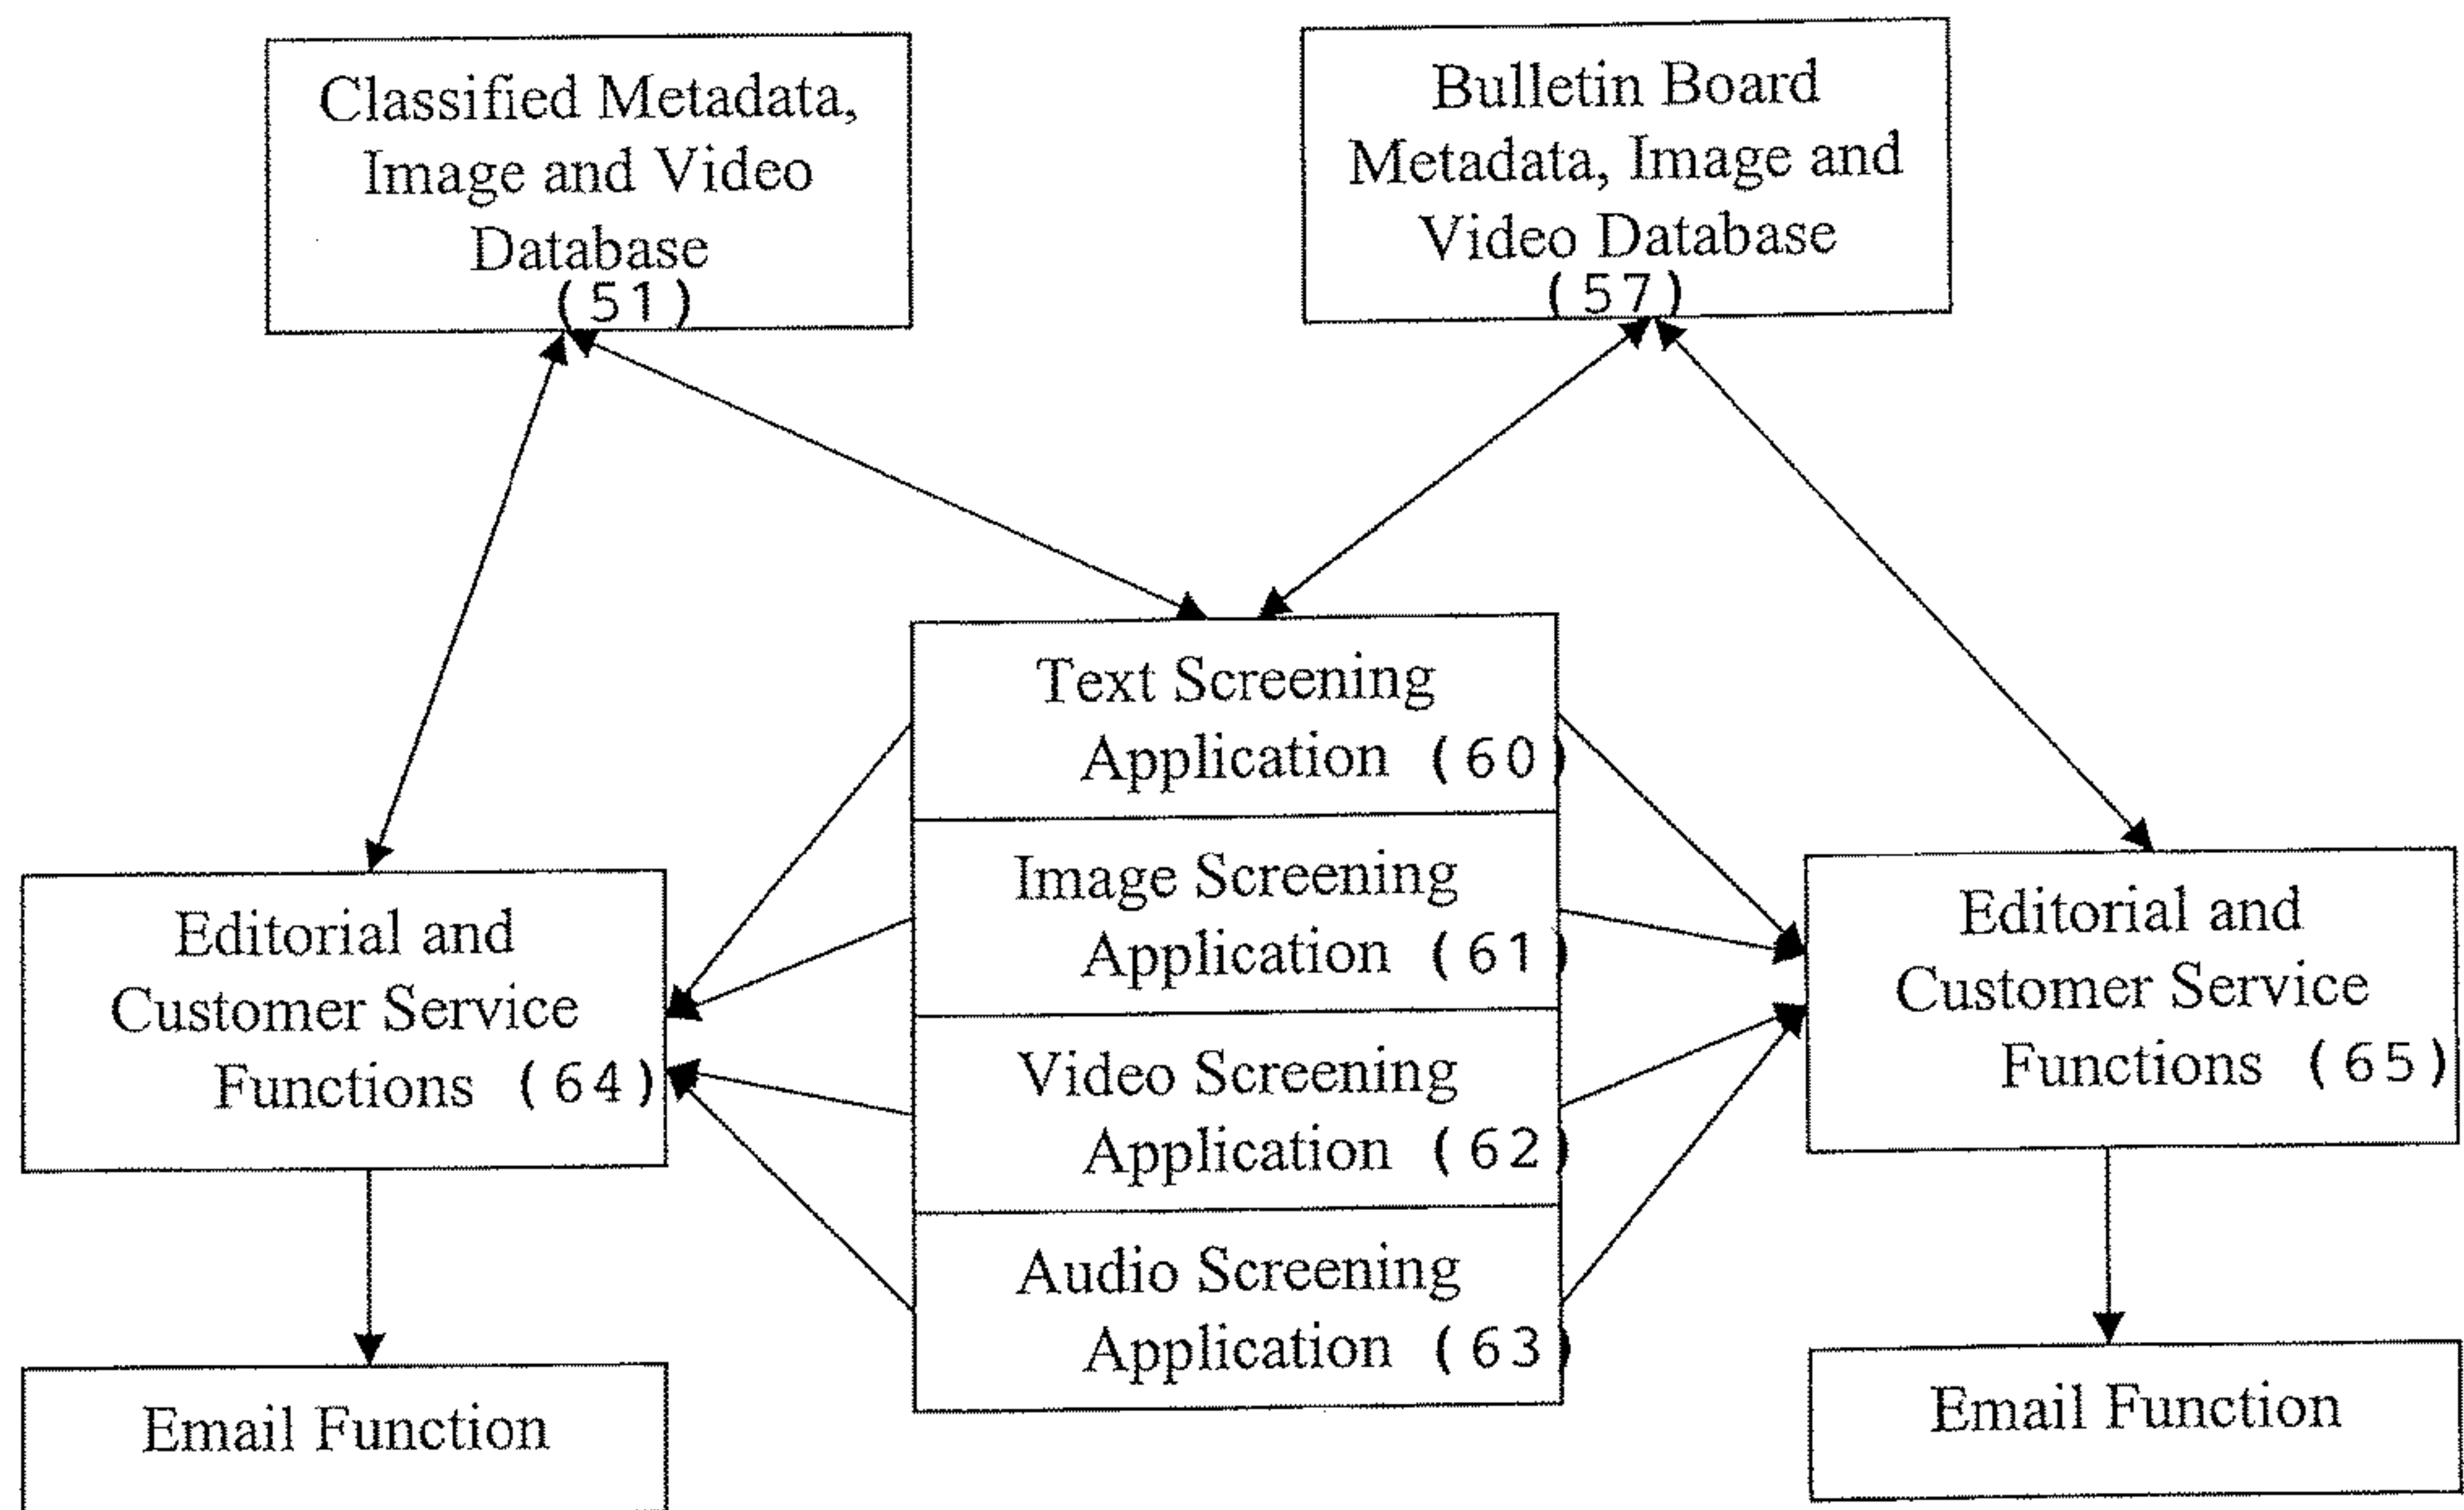 Classified Metadata,
Image and Video
Database
(51)
Bulletin Board
Metadata, Image and
Video Database
(57)
Text Screening
Application (60)
Image Screening
Application (61)
Video Screening
Application (62)
Audio Screening
Application (63)
Editorial and
Customer Service
Functions (64)
Editorial and
Customer Service
Functions (65)
Email Function
Email Function